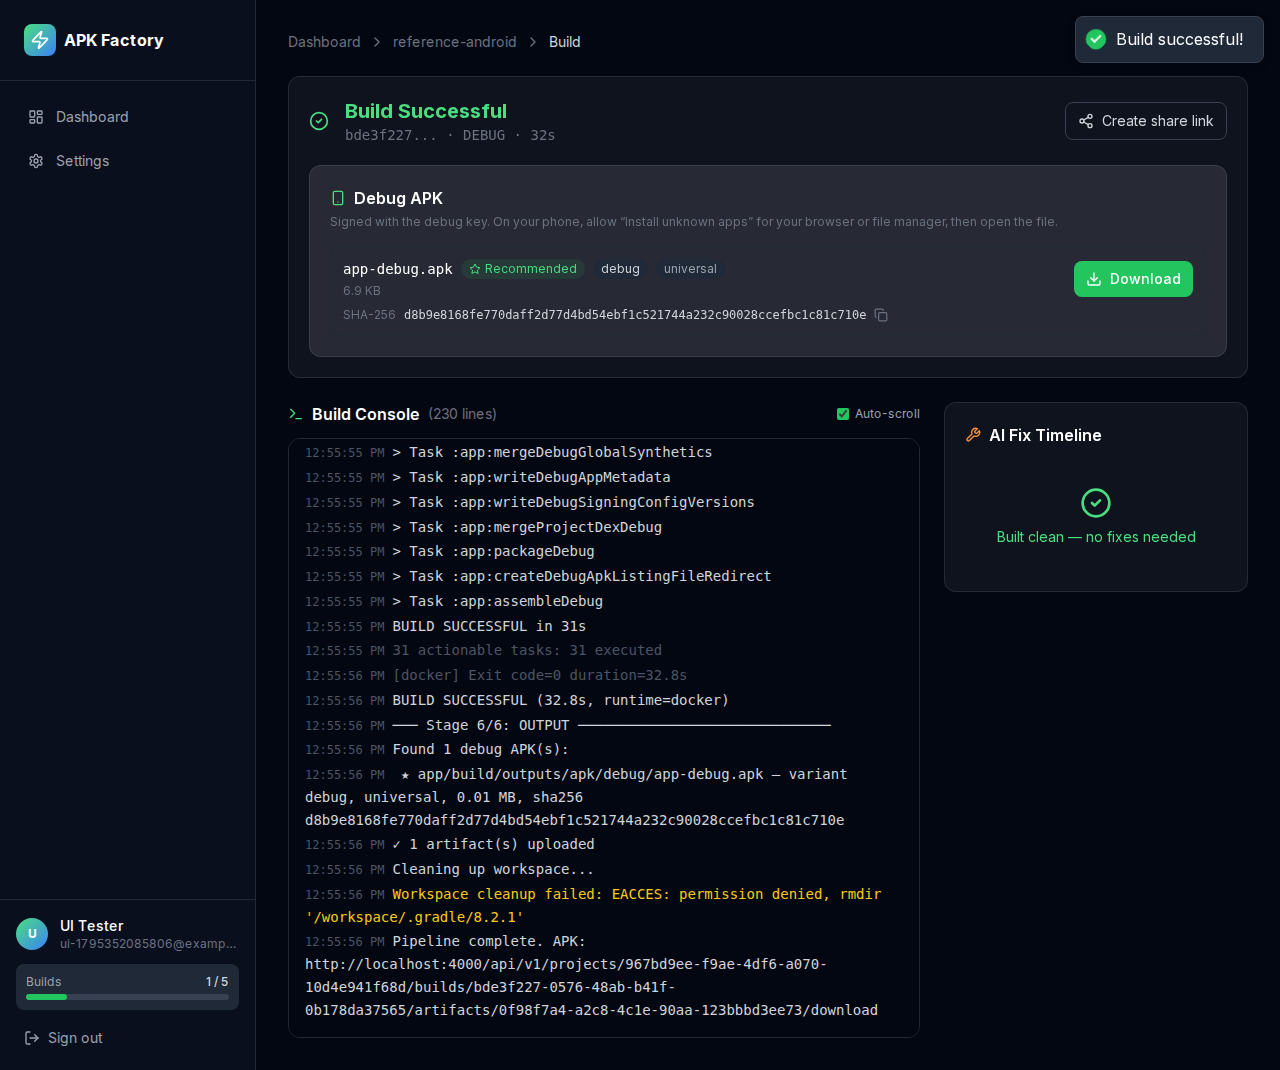 APK Factory
Dashboard
Settings
UI Tester
ui-1795352085806@examp...
Builds 1 / 5
Sign out
Dashboard > reference-android > Build
Build successful!
Build Successful
bde3f227... · DEBUG · 32s
Create share link
Debug APK
Signed with the debug key. On your phone, allow “Install unknown apps” for your browser or file manager, then open the file.
app-debug.apk Recommended debug universal
6.9 KB
SHA-256 d8b9e8168fe770daff2d77d4bd54ebf1c521744a232c90028ccefbc1c81c710e
Download
Build Console (230 lines)
Auto-scroll
12:55:55 PM > Task :app:mergeDebugGlobalSynthetics
12:55:55 PM > Task :app:writeDebugAppMetadata
12:55:55 PM > Task :app:writeDebugSigningConfigVersions
12:55:55 PM > Task :app:mergeProjectDexDebug
12:55:55 PM > Task :app:packageDebug
12:55:55 PM > Task :app:createDebugApkListingFileRedirect
12:55:55 PM > Task :app:assembleDebug
12:55:55 PM BUILD SUCCESSFUL in 31s
12:55:56 PM 31 actionable tasks: 31 executed
12:55:56 PM [docker] Exit code=0 duration=32.8s
12:55:56 PM BUILD SUCCESSFUL (32.8s, runtime=docker)
12:55:56 PM ─── Stage 6/6: OUTPUT ──────────────────────────────
12:55:56 PM Found 1 debug APK(s):
12:55:56 PM ★ app/build/outputs/apk/debug/app-debug.apk — variant
debug, universal, 0.01 MB, sha256
d8b9e8168fe770daff2d77d4bd54ebf1c521744a232c90028ccefbc1c81c710e
12:55:56 PM ✓ 1 artifact(s) uploaded
12:55:56 PM Cleaning up workspace...
12:55:56 PM Workspace cleanup failed: EACCES: permission denied, rmdir
'/workspace/.gradle/8.2.1'
12:55:56 PM Pipeline complete. APK:
http://localhost:4000/api/v1/projects/967bd9ee-f9ae-4df6-a070-
10d4e941f68d/builds/bde3f227-0576-48ab-b41f-
0b178da37565/artifacts/0f98f7a4-a2c8-4c1e-90aa-123bbbd3ee73/download
AI Fix Timeline
Built clean — no fixes needed